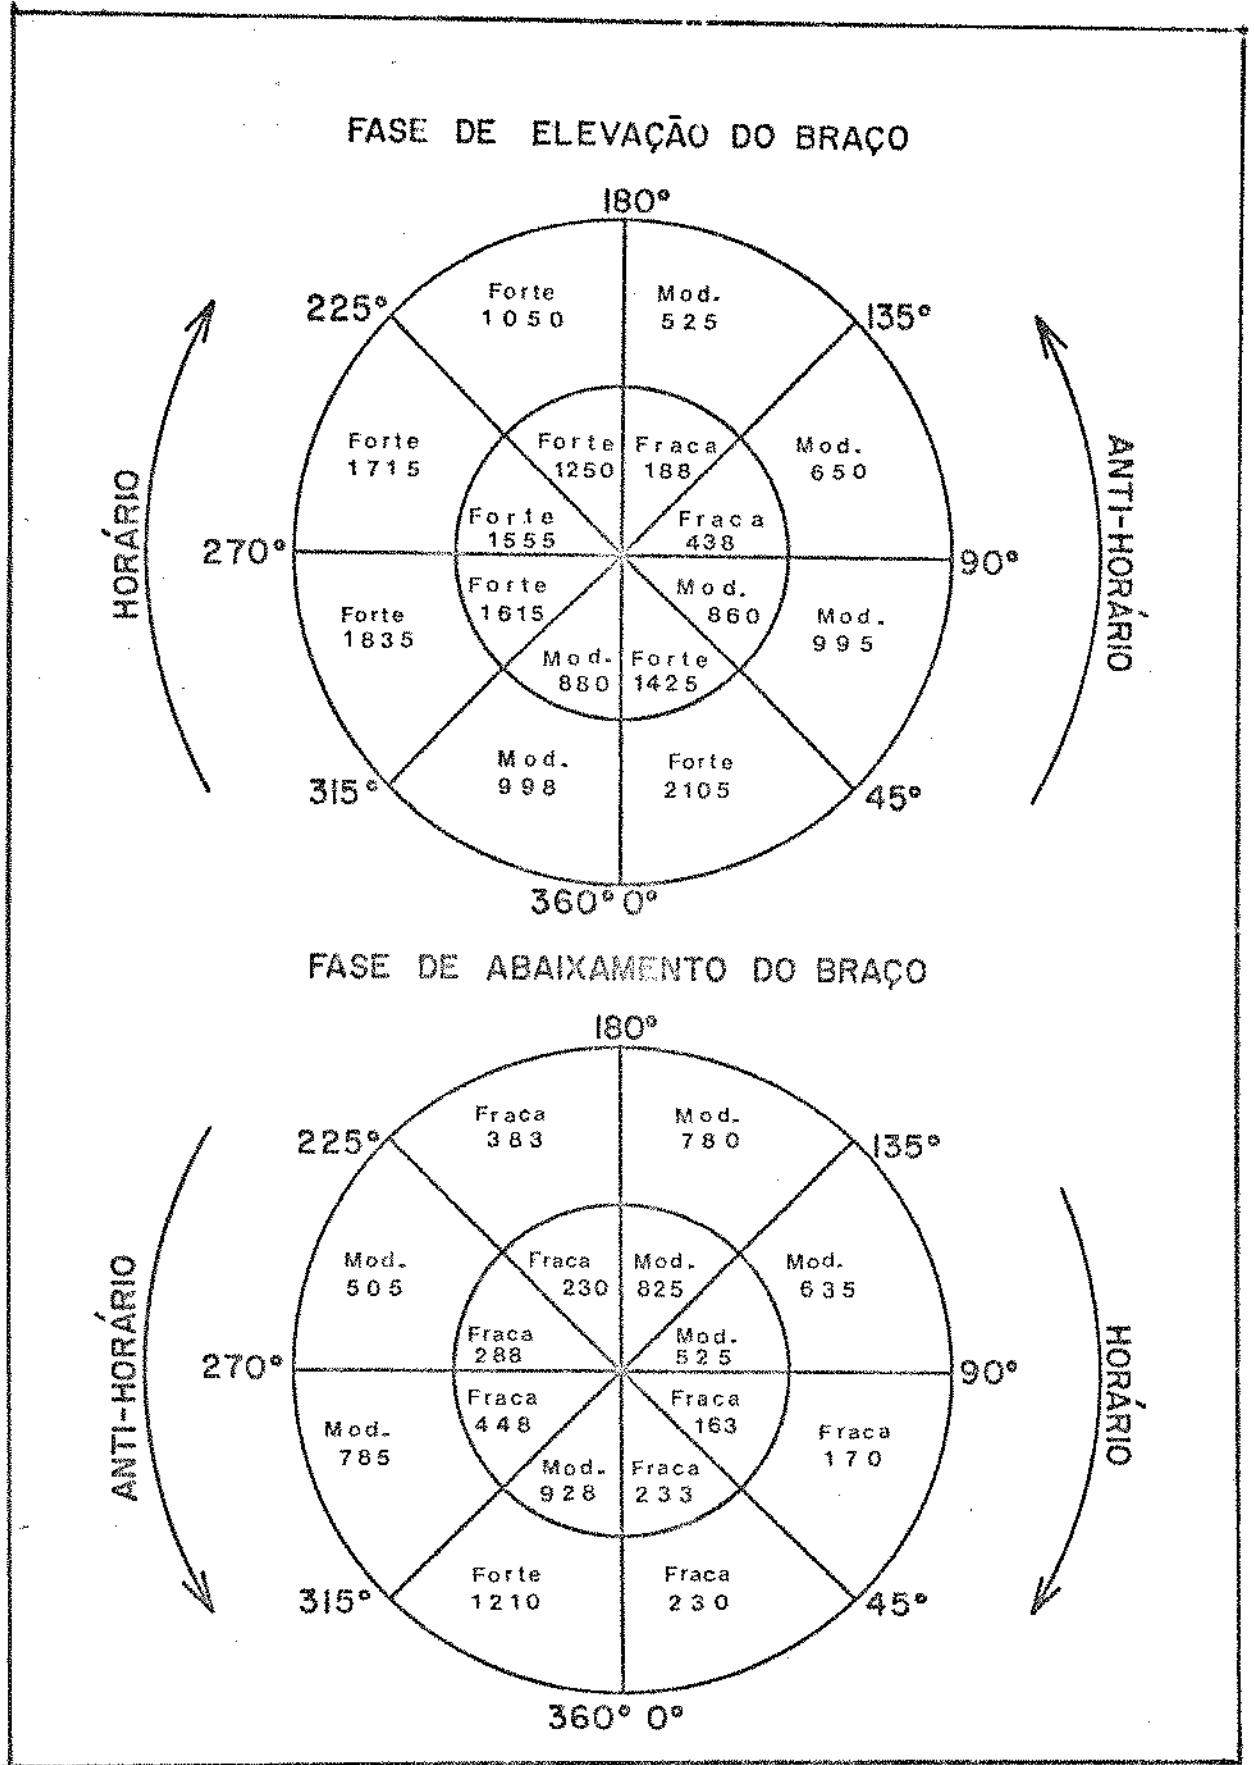 FASE DE ELEVAÇÃO DO BRAÇO
180°
Forte
1050
Mod.
525
225°
135°
Forte
1715
Forte
1250
Fraca
188
Mod.
650
HORÁRIO
ANTI-HORÁRIO
Forte
1555
Fraca
438
270°
90°
Forte
1835
Forte
1615
Mod.
860
Mod.
995
Mod.
880
Forte
1425
Mod.
998
Forte
2105
315°
45°
360° 0°
FASE DE ABAIXAMENTO DO BRAÇO
180°
Fraca
383
Mod.
780
225°
135°
Mod.
505
Fraca
230
Mod.
825
Mod.
635
ANTI-HORÁRIO
HORÁRIO
Fraca
288
Mod.
525
270°
90°
Mod.
785
Fraca
448
Fraca
163
Fraca
170
Mod.
928
Fraca
233
Forte
1210
Fraca
230
315°
45°
360° 0°